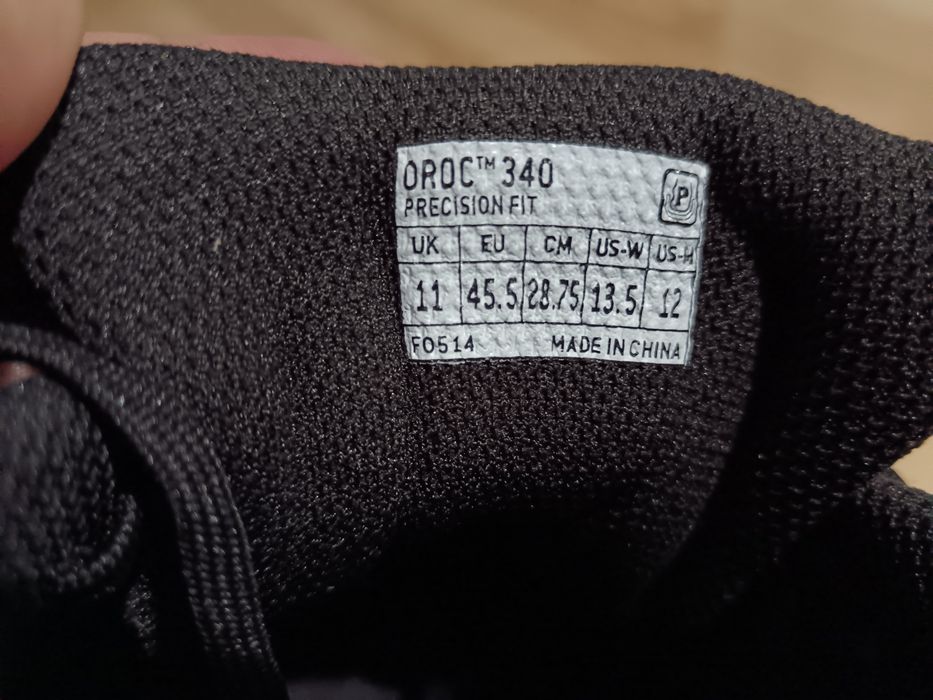 OROC™ 340
PRECISION FIT
P
UK EU CM US-W US-M
11 45.5 28.75 13.5 12
F0514 MADE IN CHINA